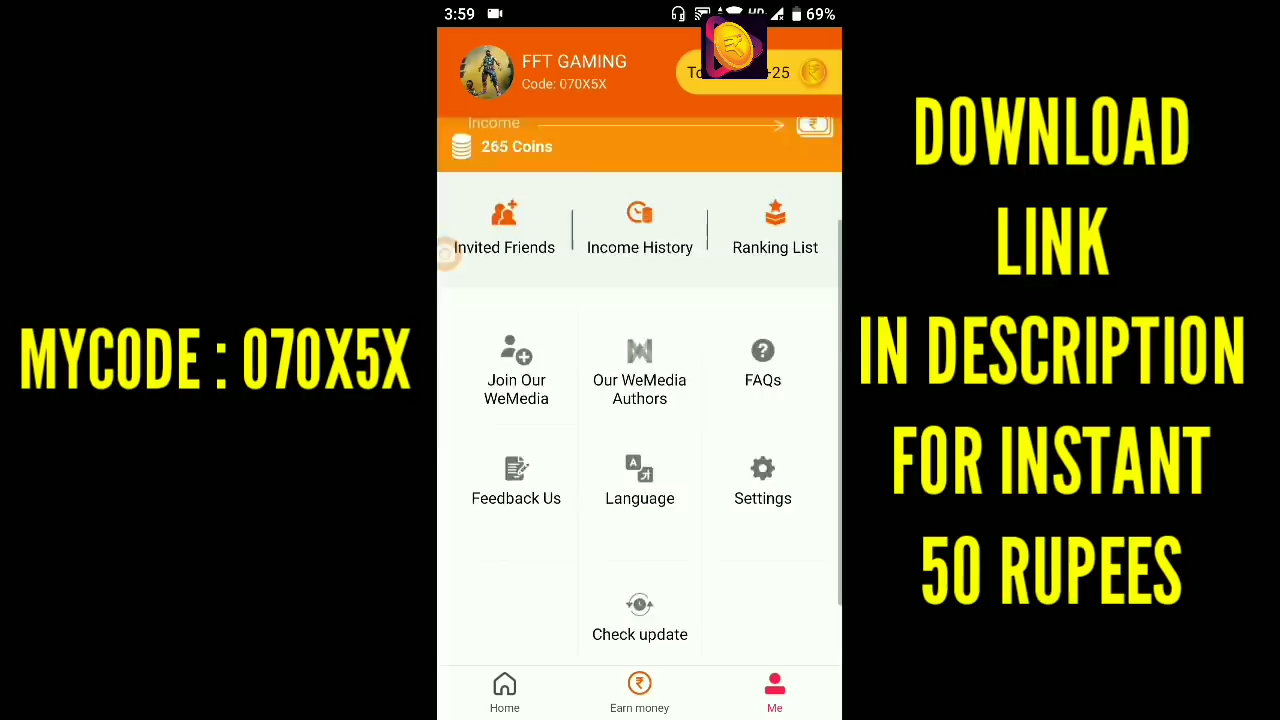 3:59
69%
FFT GAMING
Code: 070X5X
+25
Income
265 Coins
Invited Friends
Income History
Ranking List
Join Our
WeMedia
Our WeMedia
Authors
FAQs
Feedback Us
Language
Settings
Check update
Home
Earn money
Me
MYCODE : 070X5X
DOWNLOAD
LINK
IN DESCRIPTION
FOR INSTANT
50 RUPEES